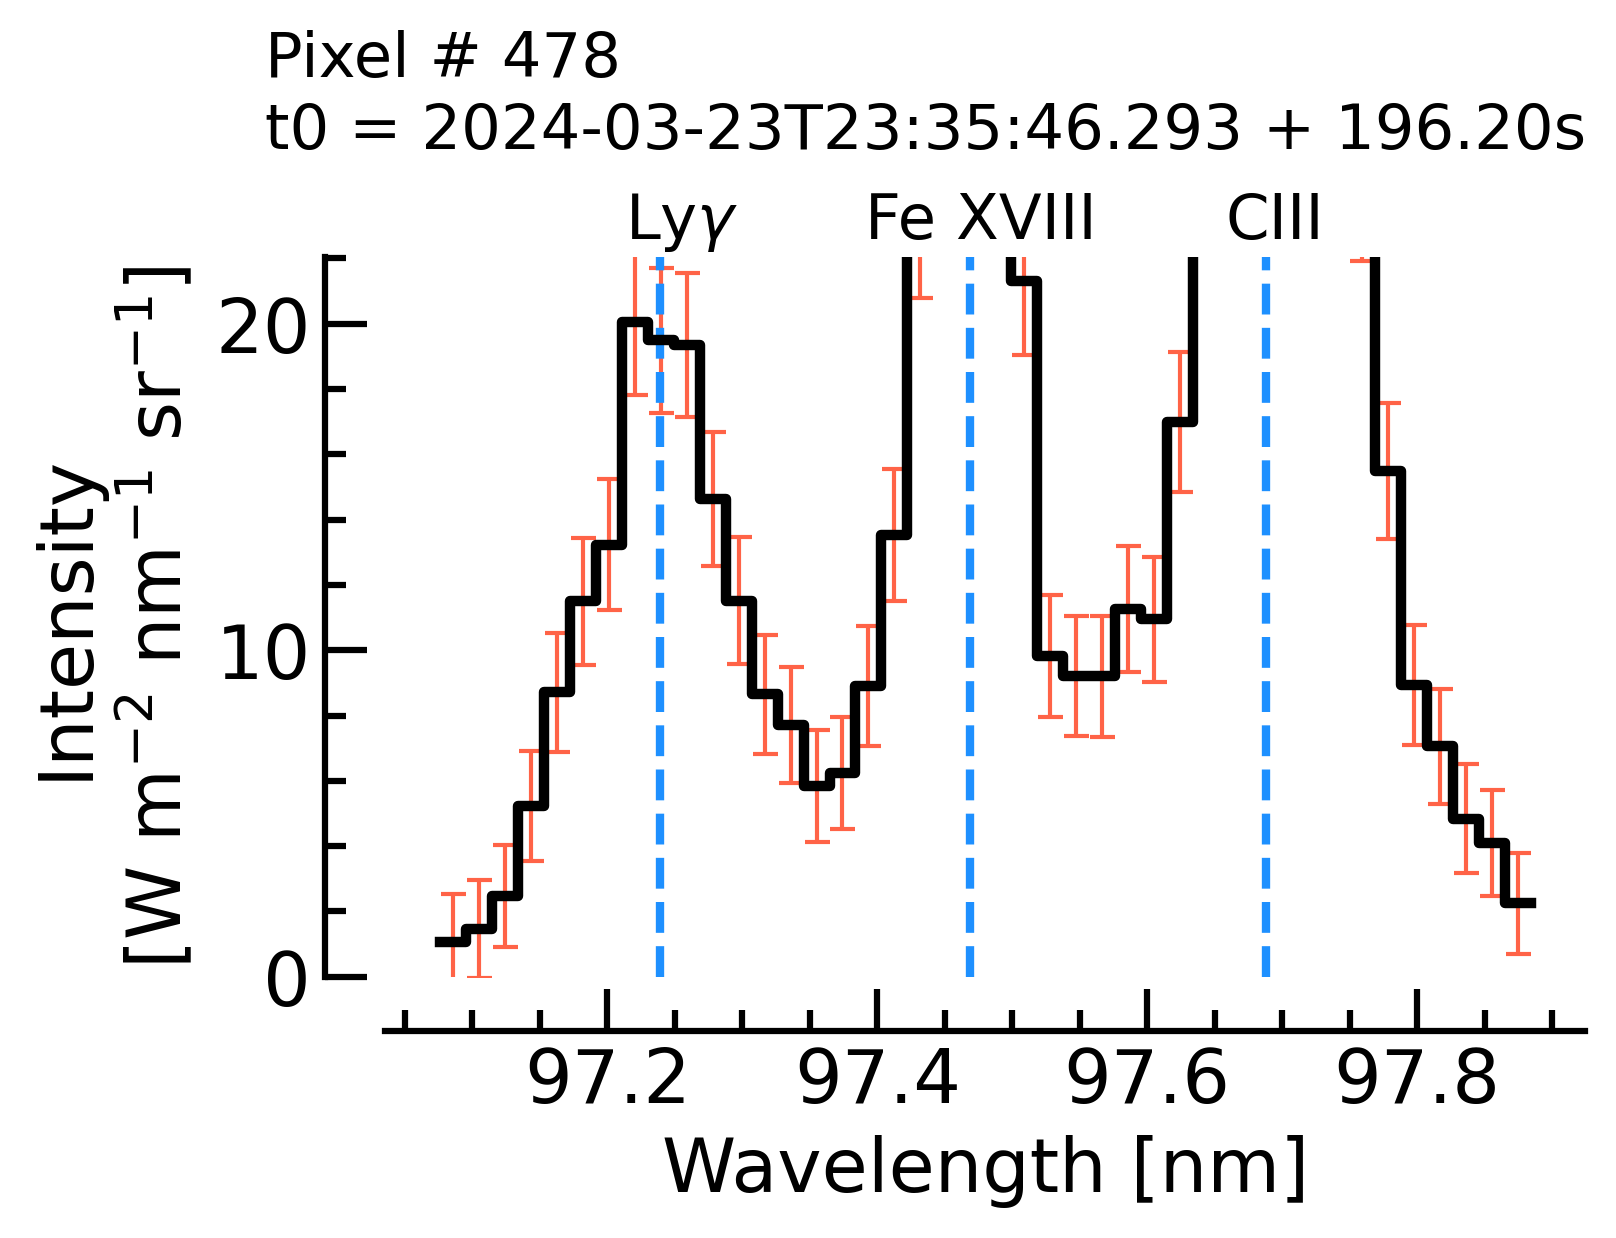 Pixel # 478
t0 = 2024-03-23T23:35:46.293 + 196.20s
Lyγ Fe XVIII CIII
Intensity
[W m⁻² nm⁻¹ sr⁻¹]
20
10
0
97.2 97.4 97.6 97.8
Wavelength [nm]